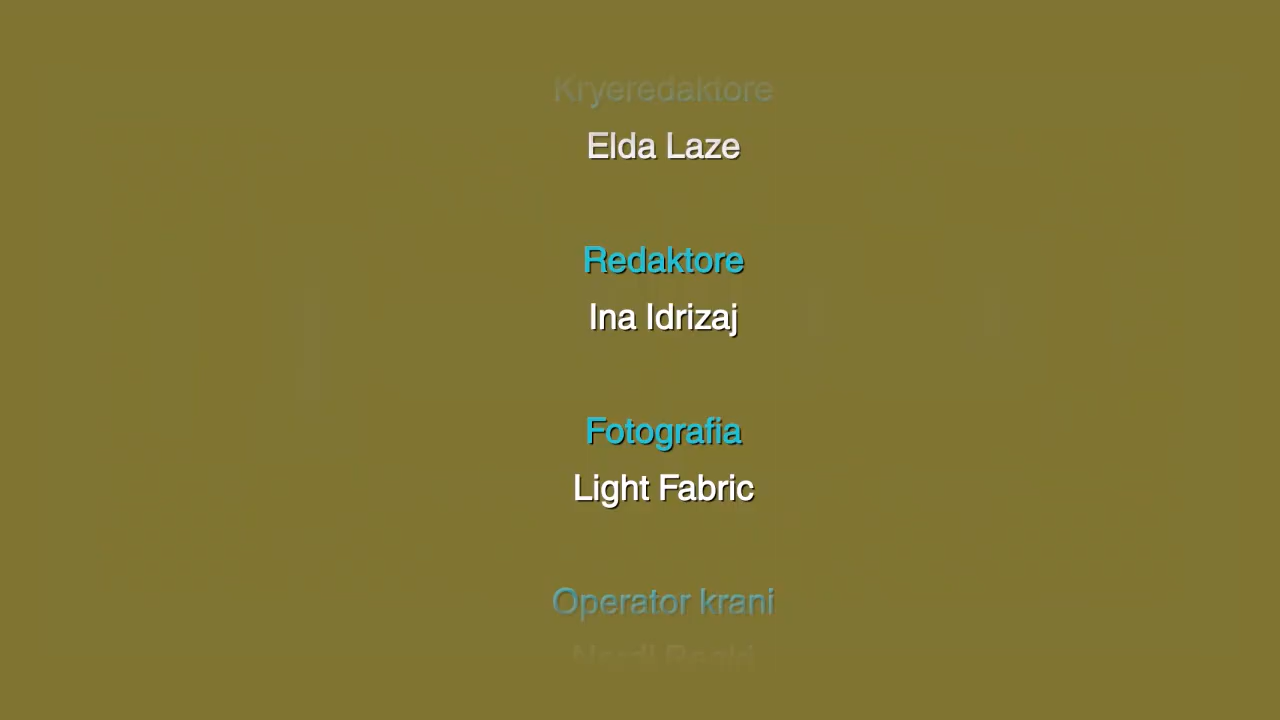 Kryeredaktore
Elda Laze
Redaktore
Ina Idrizaj
Fotografia
Light Fabric
Operator krani